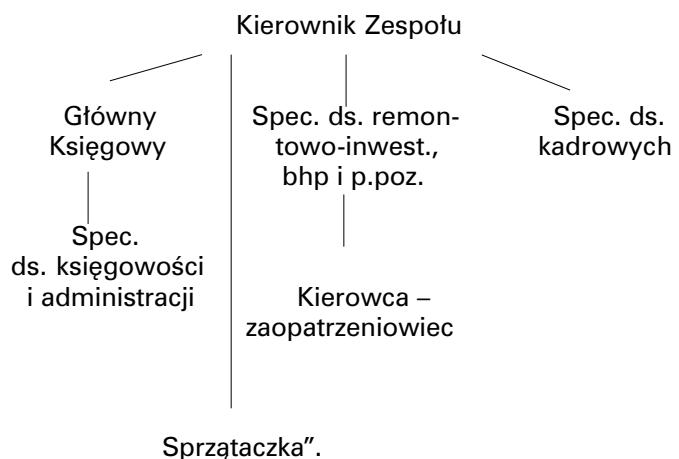 Kierownik Zespołu
Główny
Księgowy
Spec. ds. remon-
towo-inwest.,
bhp i p.poz.
Spec. ds.
kadrowych
Spec.
ds. księgowości
i administracji
Kierowca –
zaopatrzeniowiec
Sprzątaczka”.